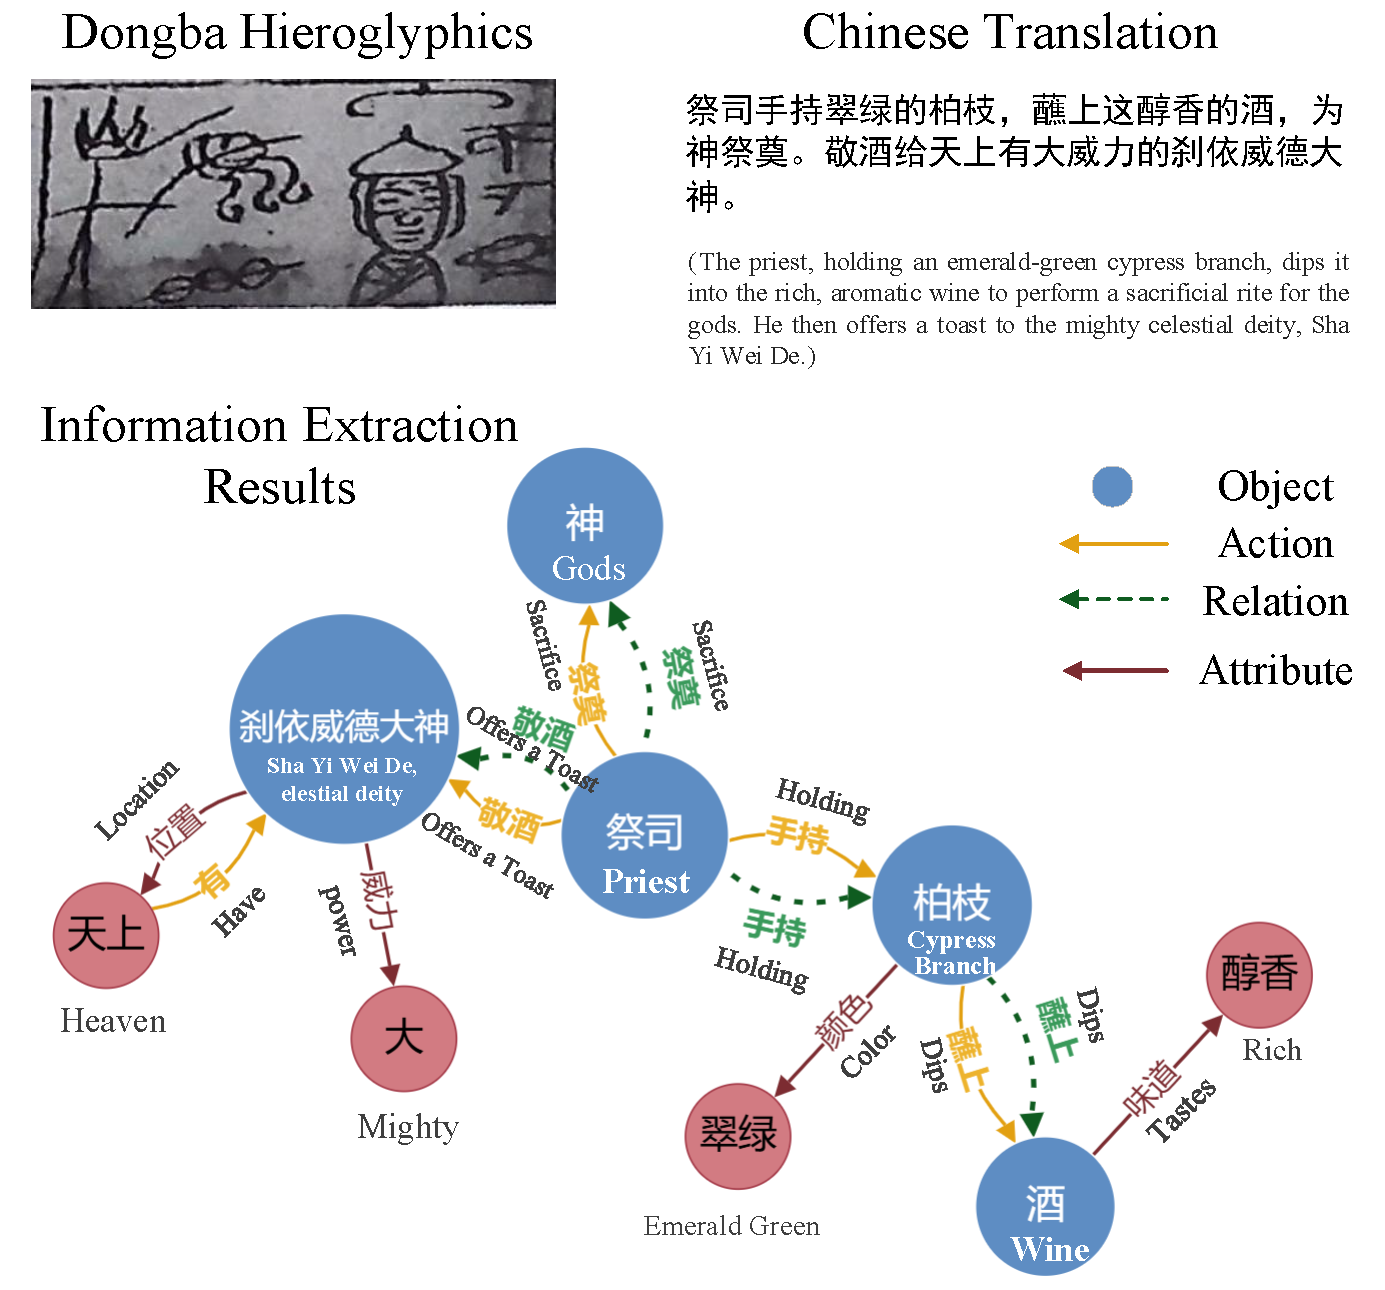 Dongba Hieroglyphics
Chinese Translation
祭司手持翠绿的柏枝，蘸上这醇香的酒，为
神祭奠。敬酒给天上有大威力的刹依威德大
神。
(The priest, holding an emerald-green cypress branch, dips it
into the rich, aromatic wine to perform a sacrificial rite for the
gods. He then offers a toast to the mighty celestial deity, Sha
Yi Wei De.)
Information Extraction
Results
Object
Action
Relation
Attribute
神
Gods
Sacrifice
祭奠
祭奠
Sacrifice
刹依威德大神
Sha Yi Wei De,
elestial deity
敬酒
Offers a Toast
敬酒
Offers a Toast
祭司
Priest
Location
位置
有
Have
天上
Heaven
威力
power
大
Mighty
Holding
手持
手持
Holding
柏枝
Cypress
Branch
颜色
Color
翠绿
Emerald Green
蘸上
Dips
蘸上
Dips
酒
Wine
味道
Tastes
醇香
Rich